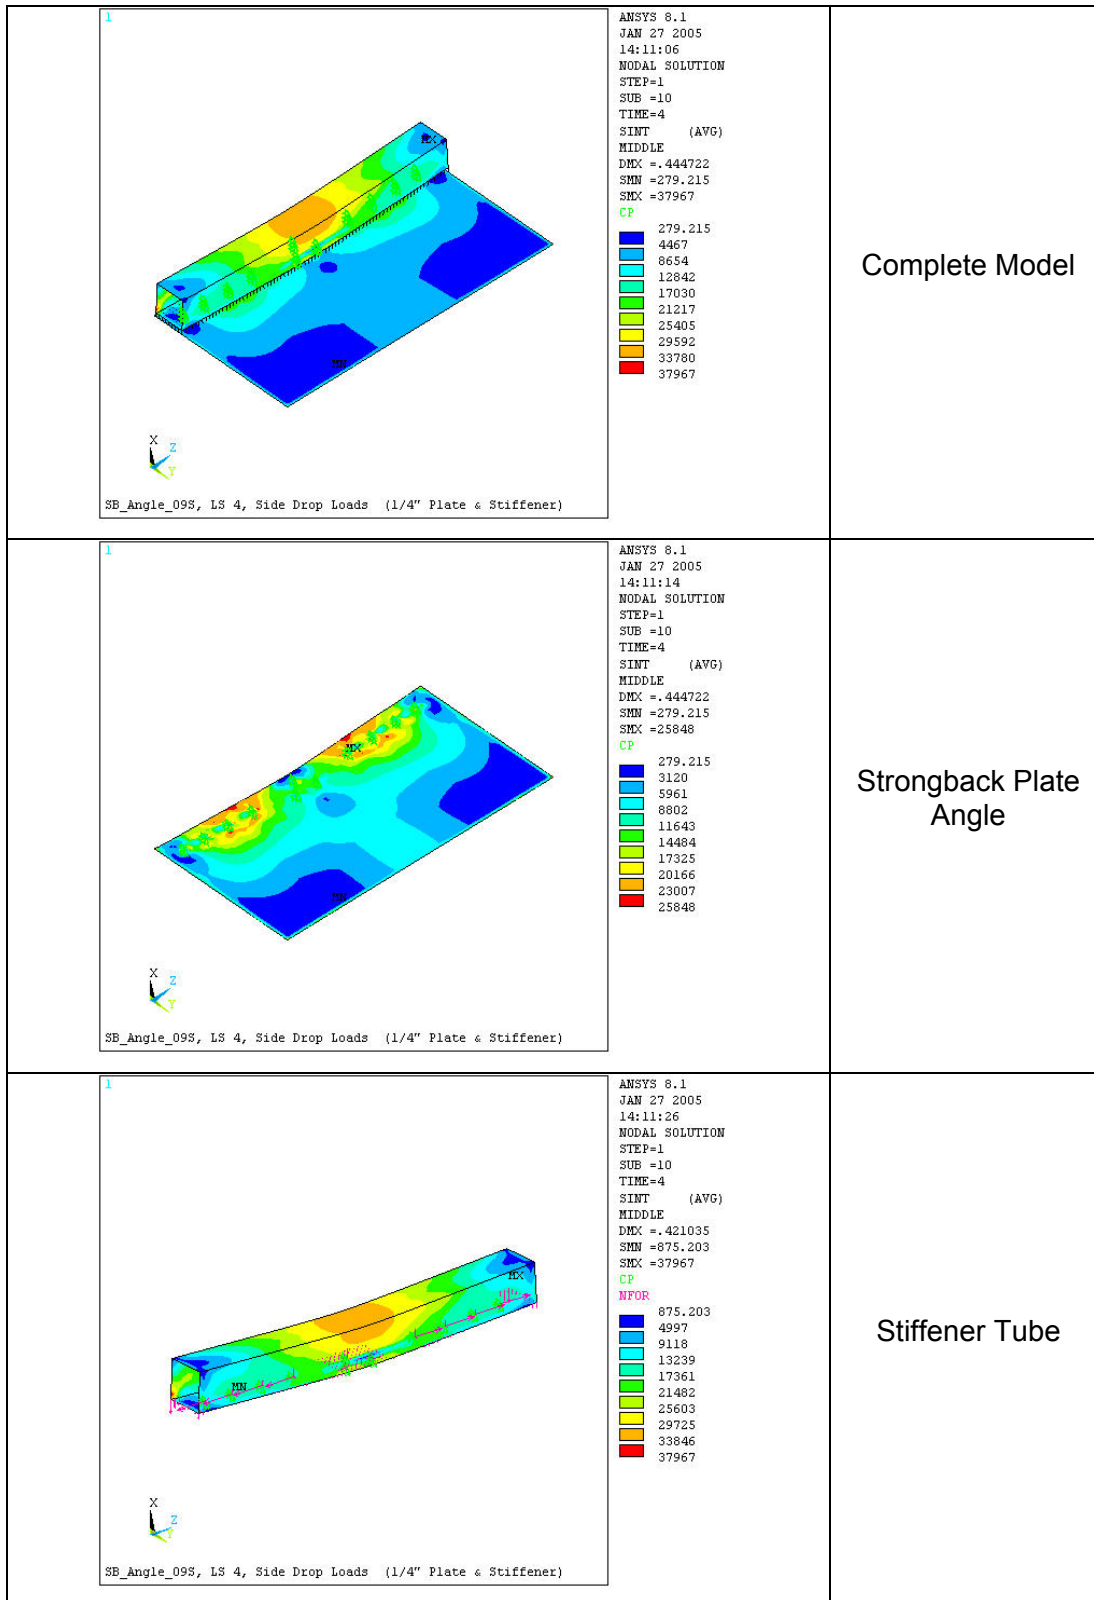 1
ANSYS 8.1
JAN 27 2005
14:11:06
NODAL SOLUTION
STEP=1
SUB =10
TIME=4
SINT (AVG)
MIDDLE
DMX =.444722
SMN =279.215
SMX =37967
CP
279.215
4467
8654
12842
17030
21217
25405
29592
33780
37967
MX
MN
X
Z
Y
SB_Angle_09S, LS 4, Side Drop Loads (1/4" Plate & Stiffener)
Complete Model
1
ANSYS 8.1
JAN 27 2005
14:11:14
NODAL SOLUTION
STEP=1
SUB =10
TIME=4
SINT (AVG)
MIDDLE
DMX =.444722
SMN =279.215
SMX =25848
CP
279.215
3120
5961
8802
11643
14484
17325
20166
23007
25848
MX
MN
X
Z
Y
SB_Angle_09S, LS 4, Side Drop Loads (1/4" Plate & Stiffener)
Strongback Plate
Angle
1
ANSYS 8.1
JAN 27 2005
14:11:26
NODAL SOLUTION
STEP=1
SUB =10
TIME=4
SINT (AVG)
MIDDLE
DMX =.421035
SMN =875.203
SMX =37967
CP
NFOR
875.203
4997
9118
13239
17361
21482
25603
29725
33846
37967
MX
MN
X
Z
Y
SB_Angle_09S, LS 4, Side Drop Loads (1/4" Plate & Stiffener)
Stiffener Tube